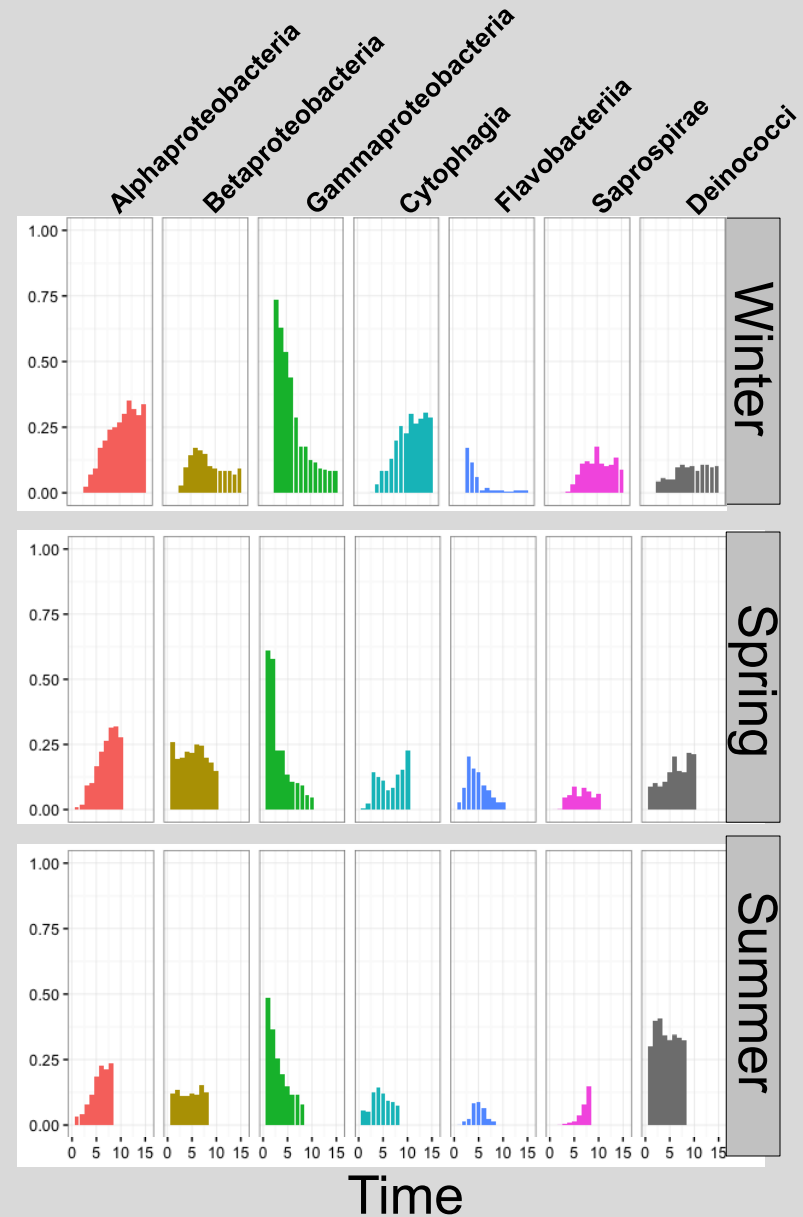 Alphaproteobacteria
Betaproteobacteria
Gammaproteobacteria
Cytophagia
Flavobacteriia
Saprospirae
Deinococci
1.00
0.75
0.50
0.25
0.00
Winter
1.00
0.75
0.50
0.25
0.00
Spring
1.00
0.75
0.50
0.25
0.00
Summer
0 5 10 15 0 5 10 15 0 5 10 15 0 5 10 15 0 5 10 15 0 5 10 15 0 5 10 15
Time